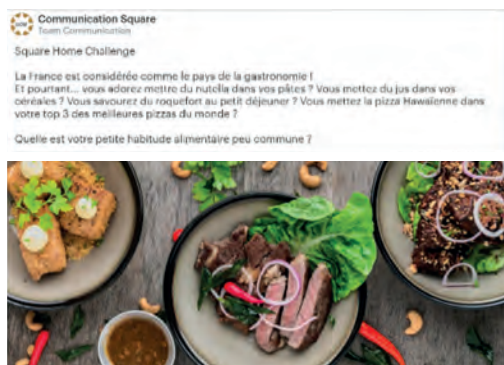 Communication Square
Team Communication
Square Home Challenge
La France est considérée comme le pays de la gastronomie !
Et pourtant... vous adorez mettre du nutella dans vos pâtes ? Vous mettez du jus dans vos
céréales ? Vous savourez du roquefort au petit déjeuner ? Vous mettez la pizza Hawaïenne dans
votre top 3 des meilleures pizzas du monde ?
Quelle est votre petite habitude alimentaire peu commune ?